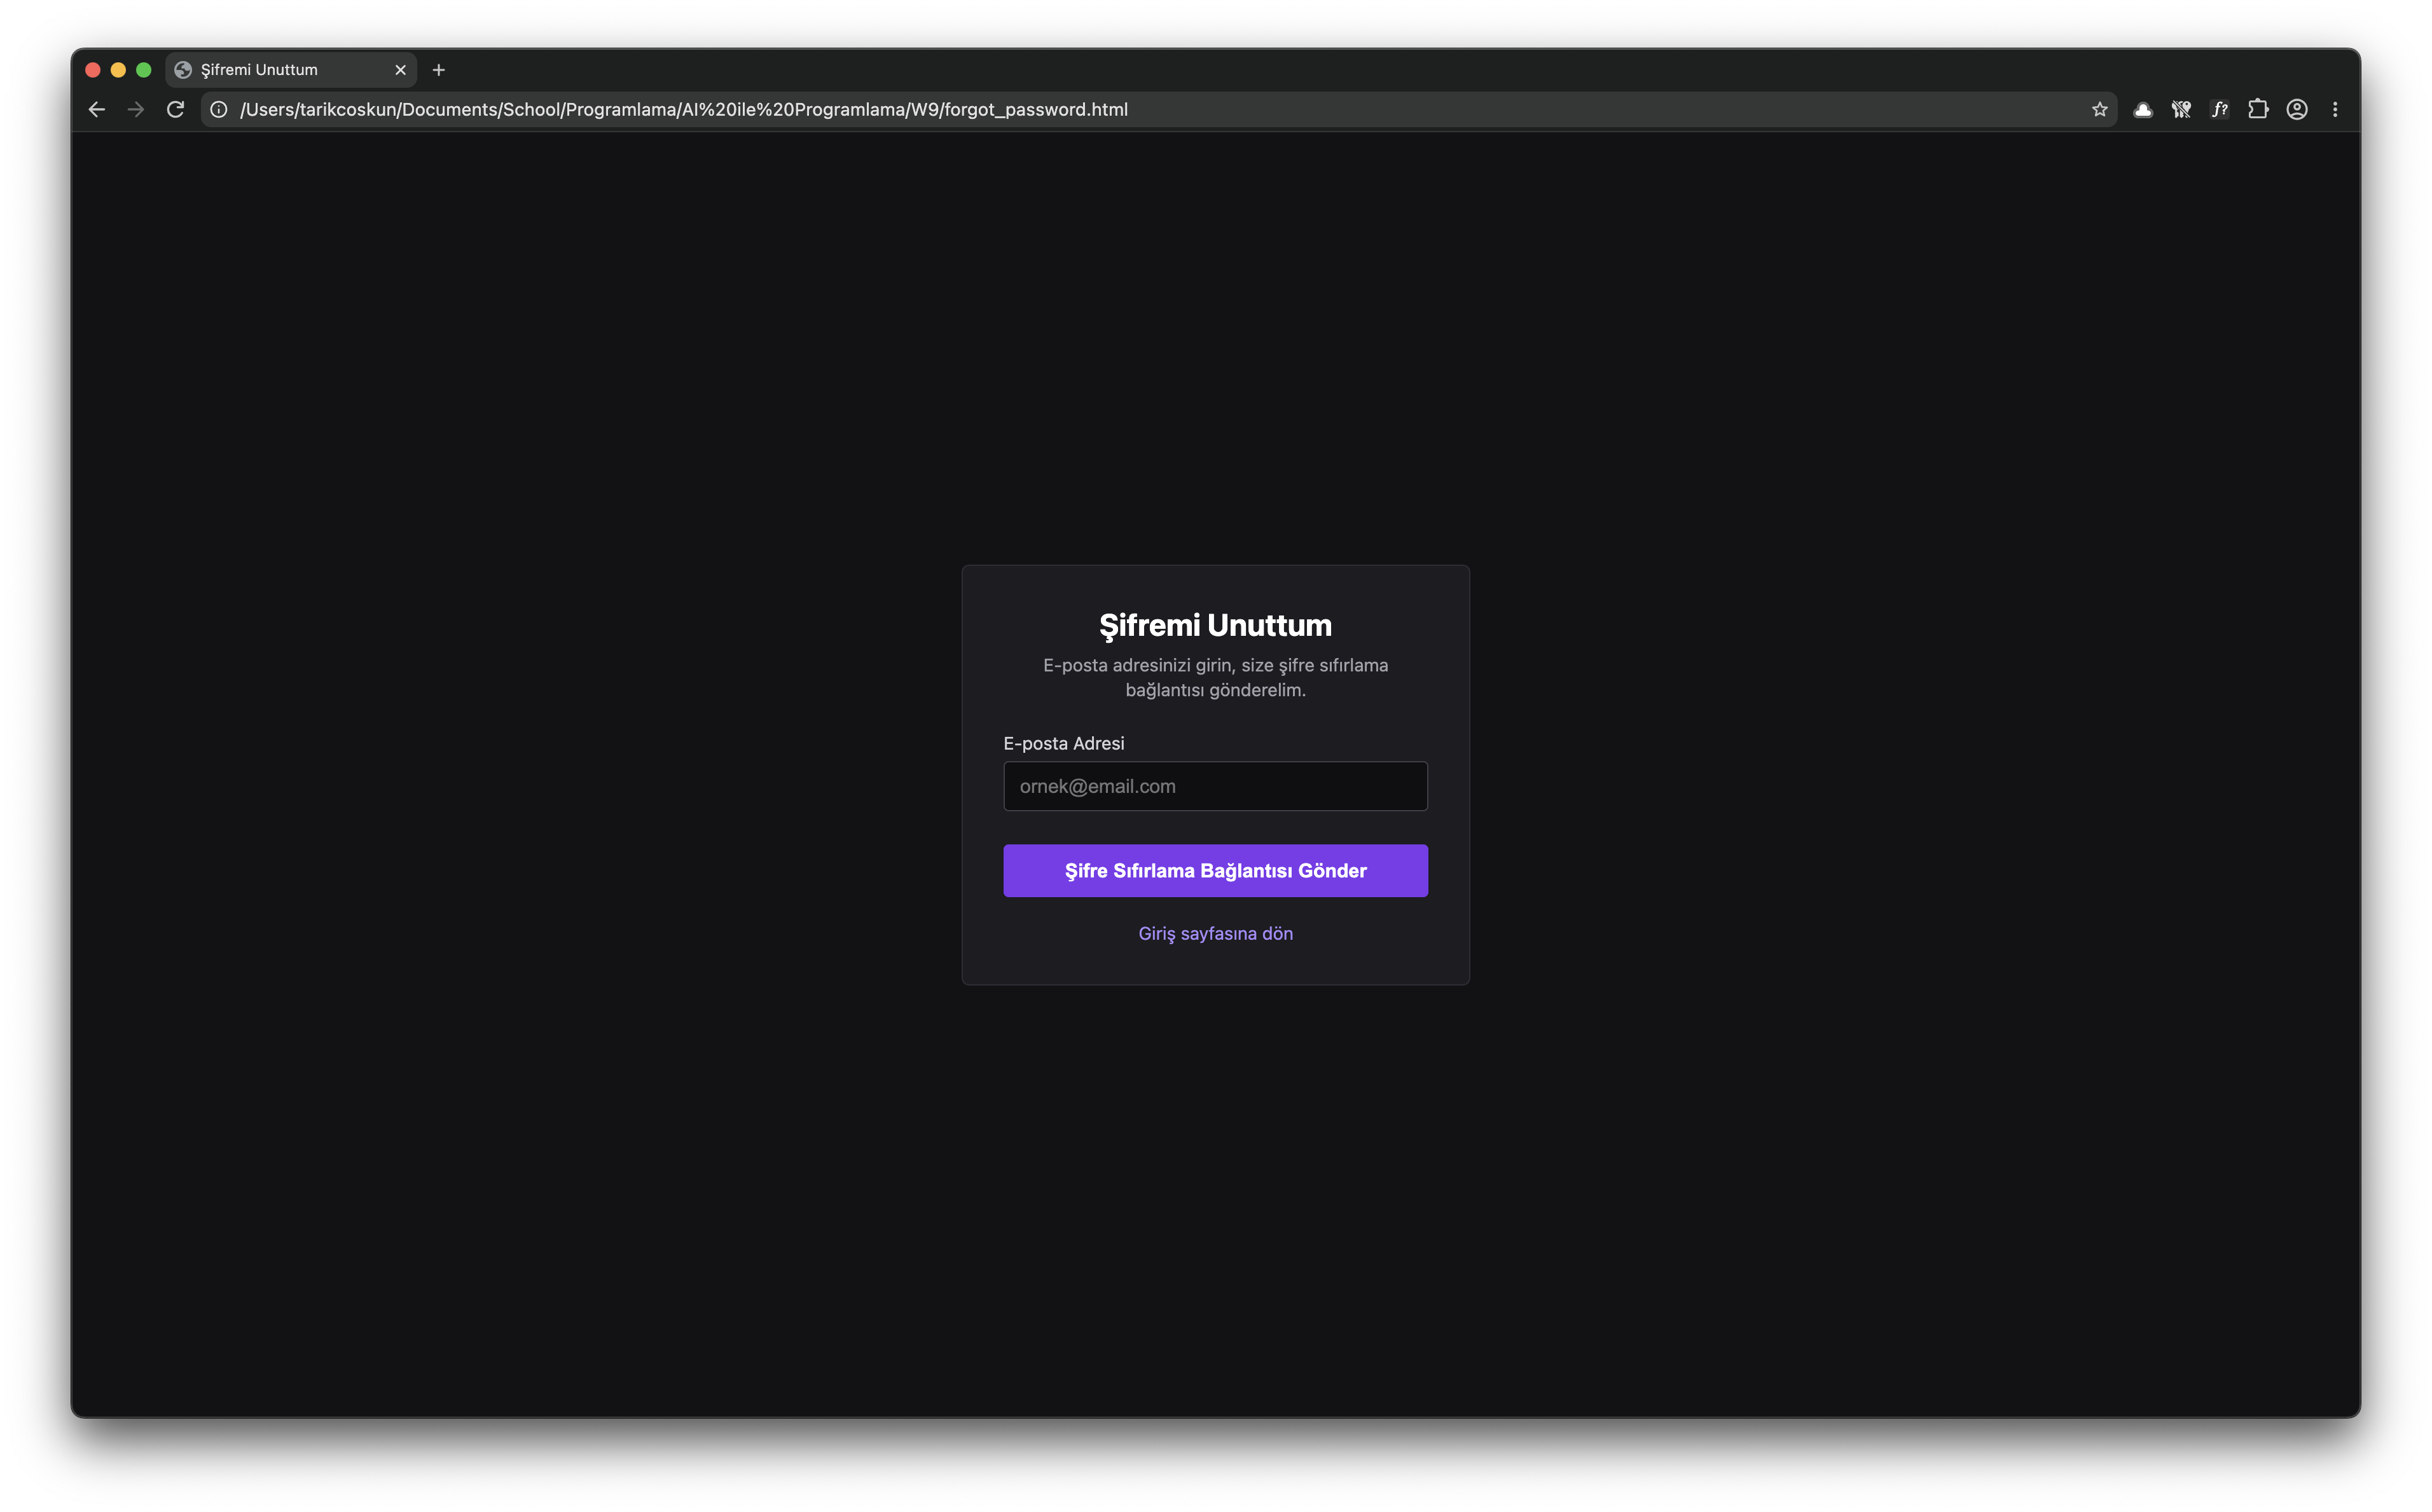 Şifremi Unuttum
/Users/tarikcoskun/Documents/School/Programlama/AI%20ile%20Programlama/W9/forgot_password.html
f?
Şifremi Unuttum
E-posta adresinizi girin, size şifre sıfırlama
bağlantısı gönderelim.
E-posta Adresi
ornek@email.com
Şifre Sıfırlama Bağlantısı Gönder
Giriş sayfasına dön